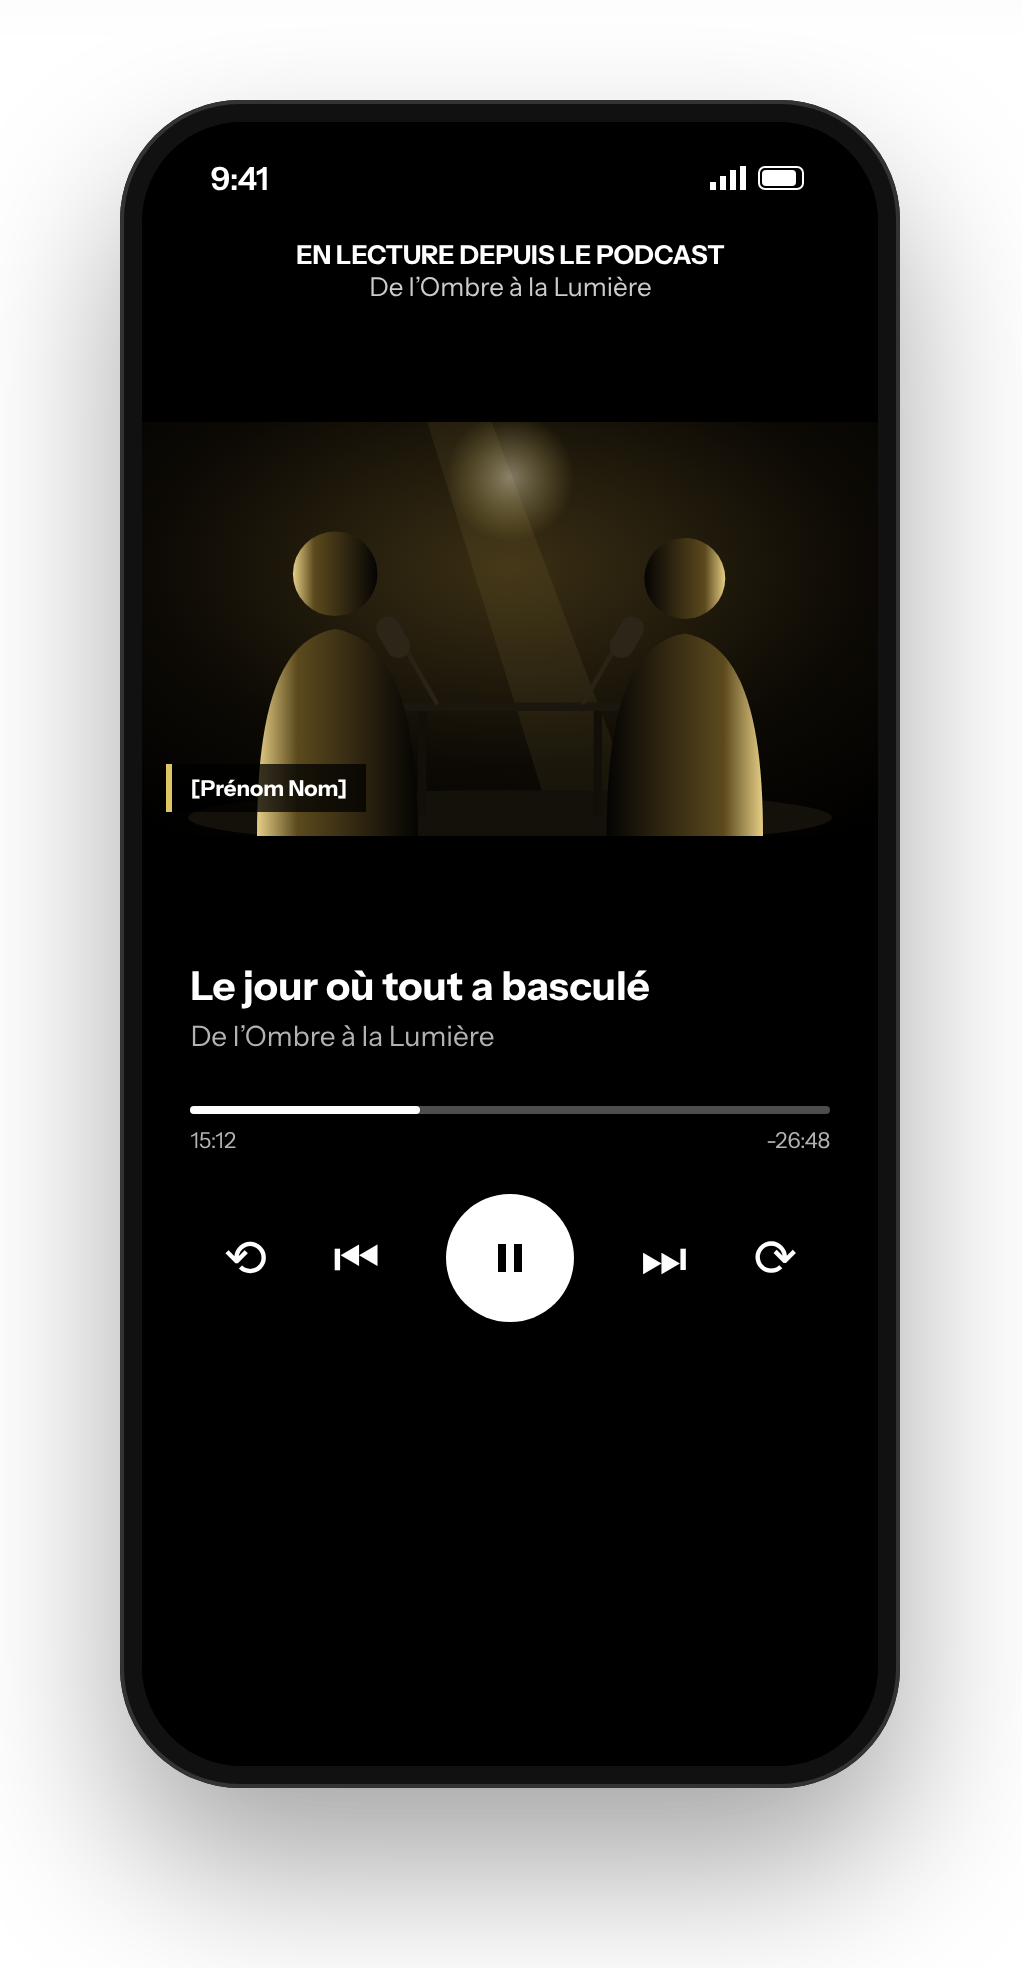 9:41
EN LECTURE DEPUIS LE PODCAST
De l’Ombre à la Lumière
[Prénom Nom]
Le jour où tout a basculé
De l’Ombre à la Lumière
15:12
-26:48